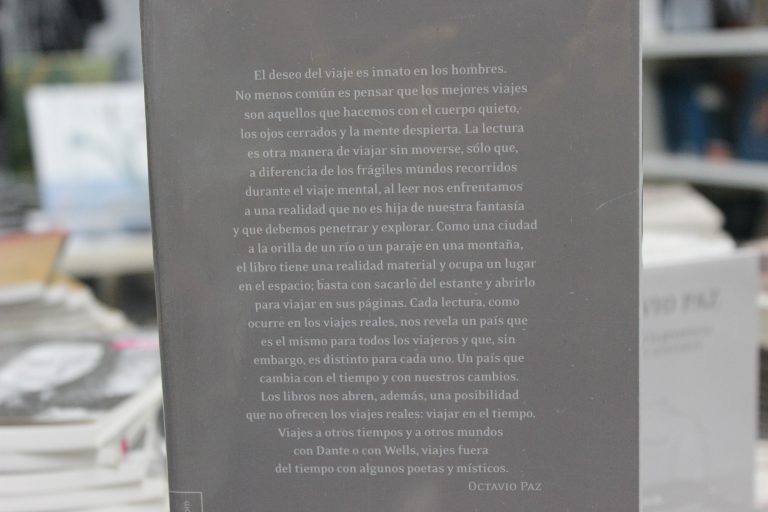 El deseo del viaje es innato en los hombres.
No menos común es pensar que los mejores viajes
son aquellos que hacemos con el cuerpo quieto,
los ojos cerrados y la mente despierta. La lectura
es otra manera de viajar sin moverse, sólo que,
a diferencia de los frágiles mundos recorridos
durante el viaje mental, al leer nos enfrentamos
a una realidad que no es hija de nuestra fantasía
y que debemos penetrar y explorar. Como una ciudad
a la orilla de un río o un paraje en una montaña,
el libro tiene una realidad material y ocupa un lugar
en el espacio; basta con sacarlo del estante y abrirlo
para viajar en sus páginas. Cada lectura, como
ocurre en los viajes reales, nos revela un país que
es el mismo para todos los viajeros y que, sin
embargo, es distinto para cada uno. Un país que
cambia con el tiempo y con nuestros cambios.
Los libros nos abren, además, una posibilidad
que no ofrecen los viajes reales: viajar en el tiempo.
Viajes a otros tiempos y a otros mundos
con Dante o con Wells, viajes fuera
del tiempo con algunos poetas y místicos.
OCTAVIO PAZ
PAZ